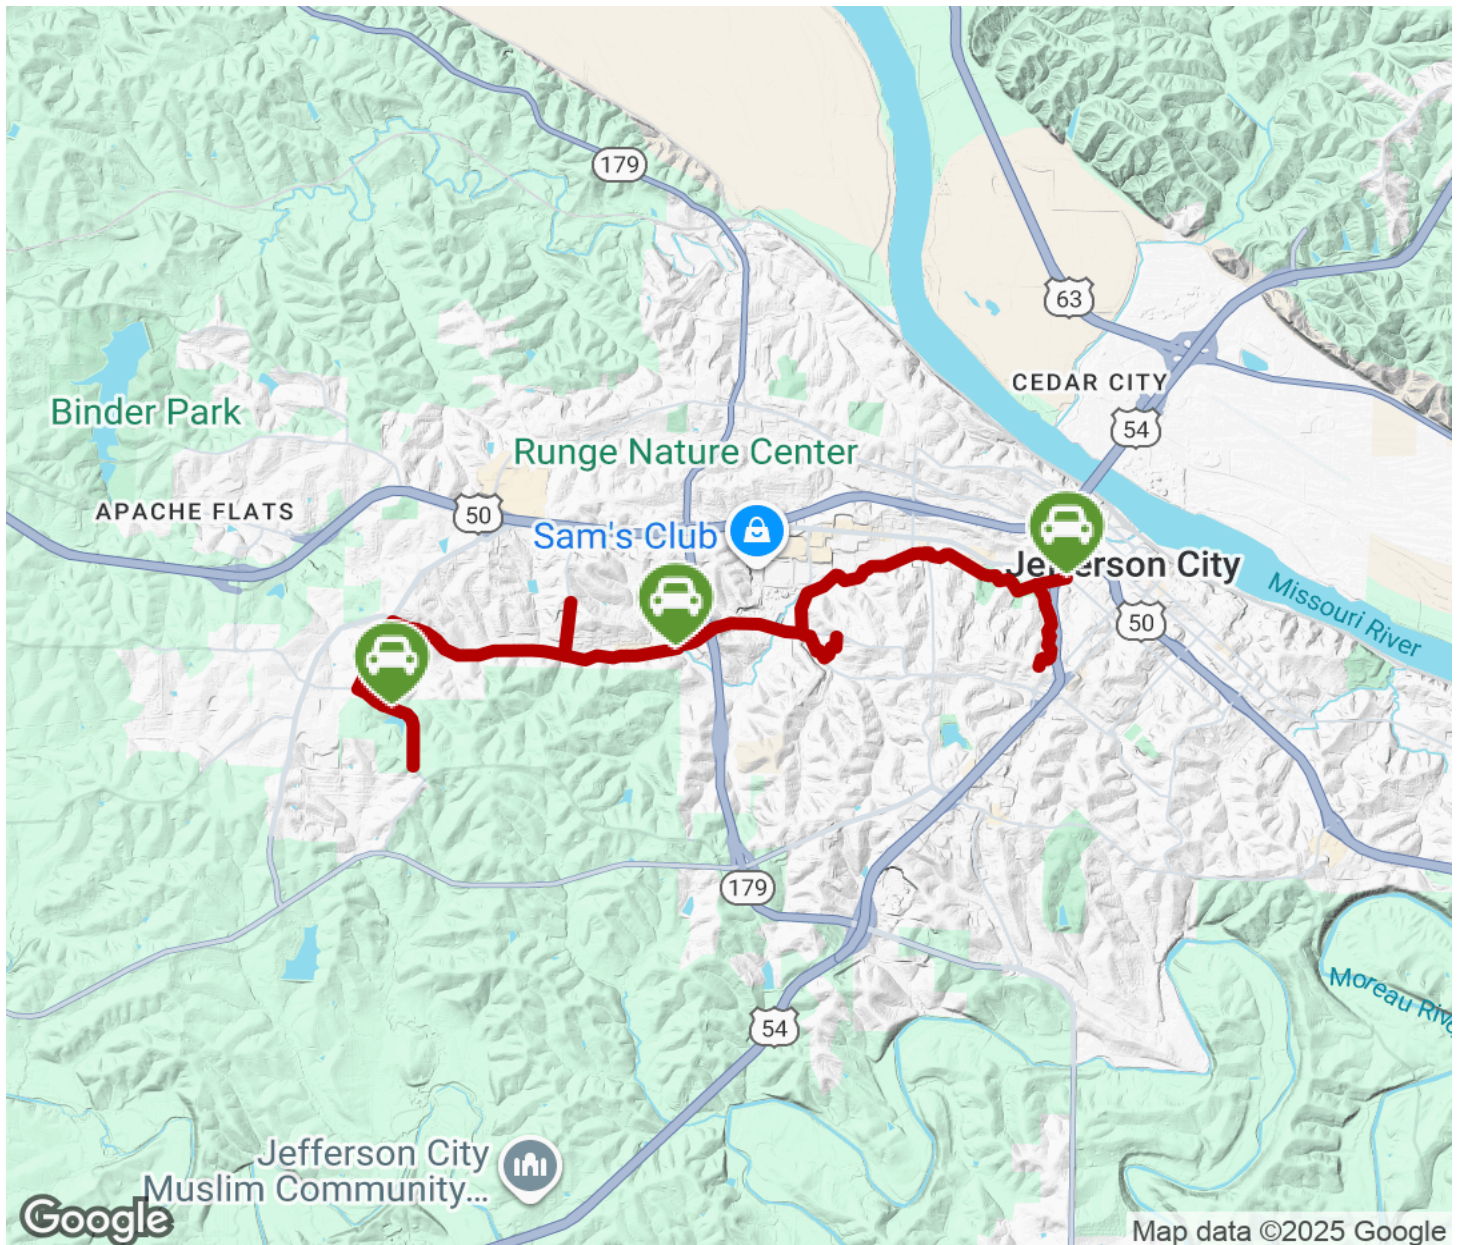 179
63
CEDAR CITY
Binder Park
54
Runge Nature Center
APACHE FLATS
50
Sam's Club
Jefferson City
Missouri River
50
179
Moreau River
54
Jefferson City
Muslim Community...
Google
Map data ©2025 Google